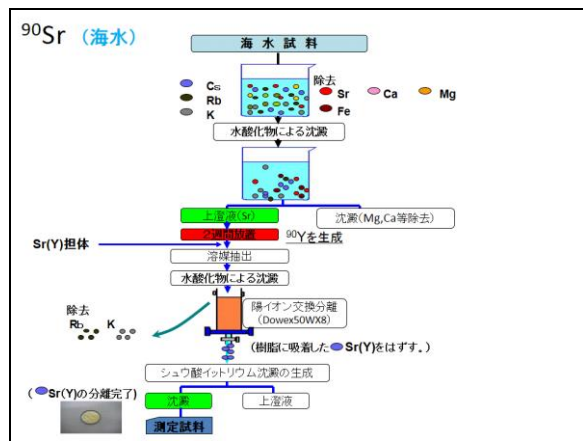 90Sr (海水)
海 水 試 料
除去
Cs
Sr
Ca
Mg
Rb
Fe
K
水酸化物による沈澱
上澄液(Sr)
沈澱(Mg,Ca等除去)
2週間放置
90Yを生成
Sr(Y)担体
溶媒抽出
水酸化物による沈澱
除去
Rb
K
陽イオン交換分離
(Dowex50WX8)
(樹脂に吸着した Sr(Y)をはずす。)
シュウ酸イットリウム沈澱の生成
( Sr(Y)の分離完了)
沈澱
上澄液
測定試料